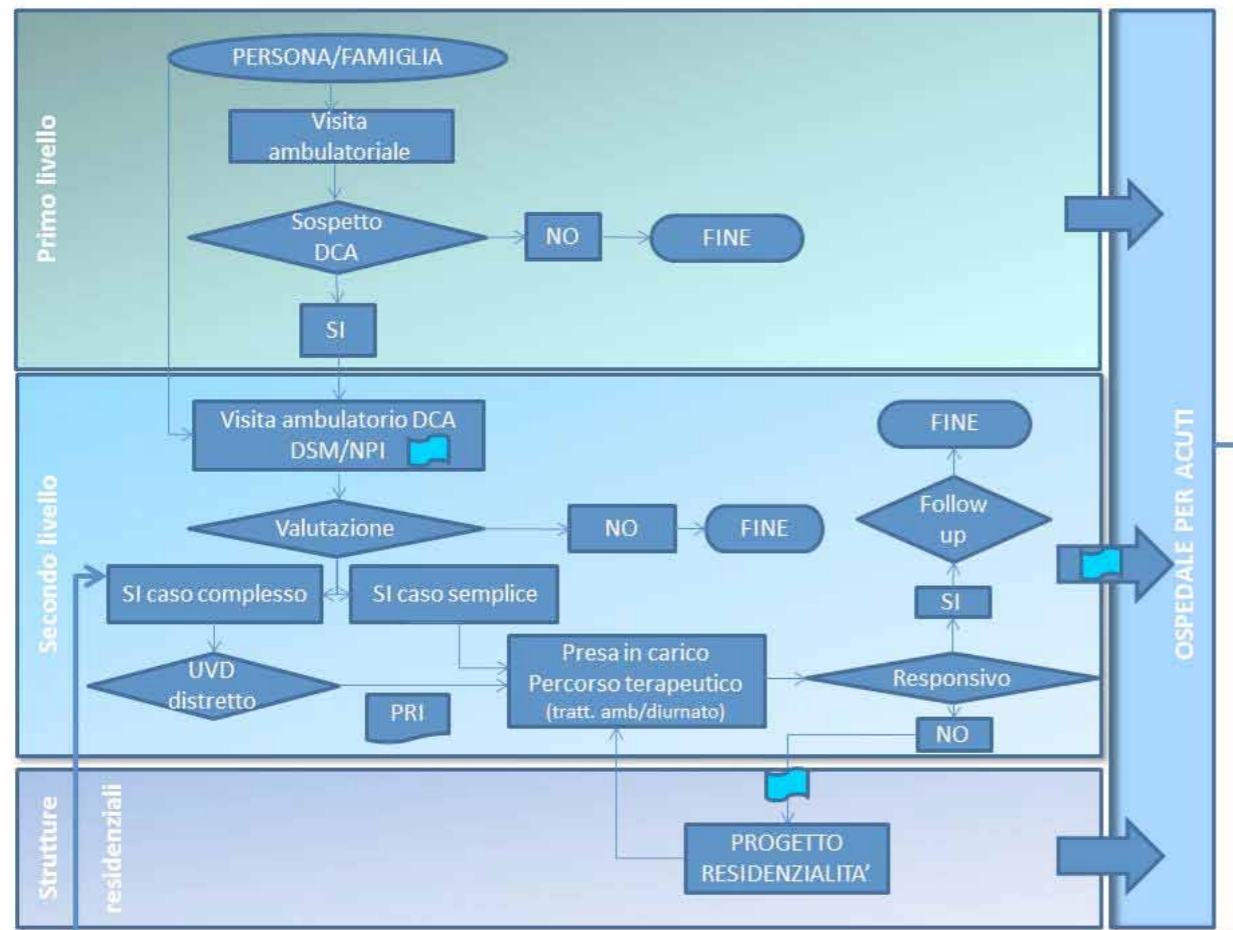 Primo livello
PERSONA/FAMIGLIA
Visita
ambulatoriale
Sospetto
DCA
NO
FINE
SI
Secondo livello
Visita ambulatorio DCA
DSM/NPI
Valutazione
NO
FINE
SI caso complesso
SI caso semplice
UVD
distretto
PRI
Presa in carico
Percorso terapeutico
(tratt. amb/diurnato)
Responsivo
SI
Follow
up
FINE
NO
Strutture
residenziali
PROGETTO
RESIDENZIALITA'
OSPEDALE PER ACUTI